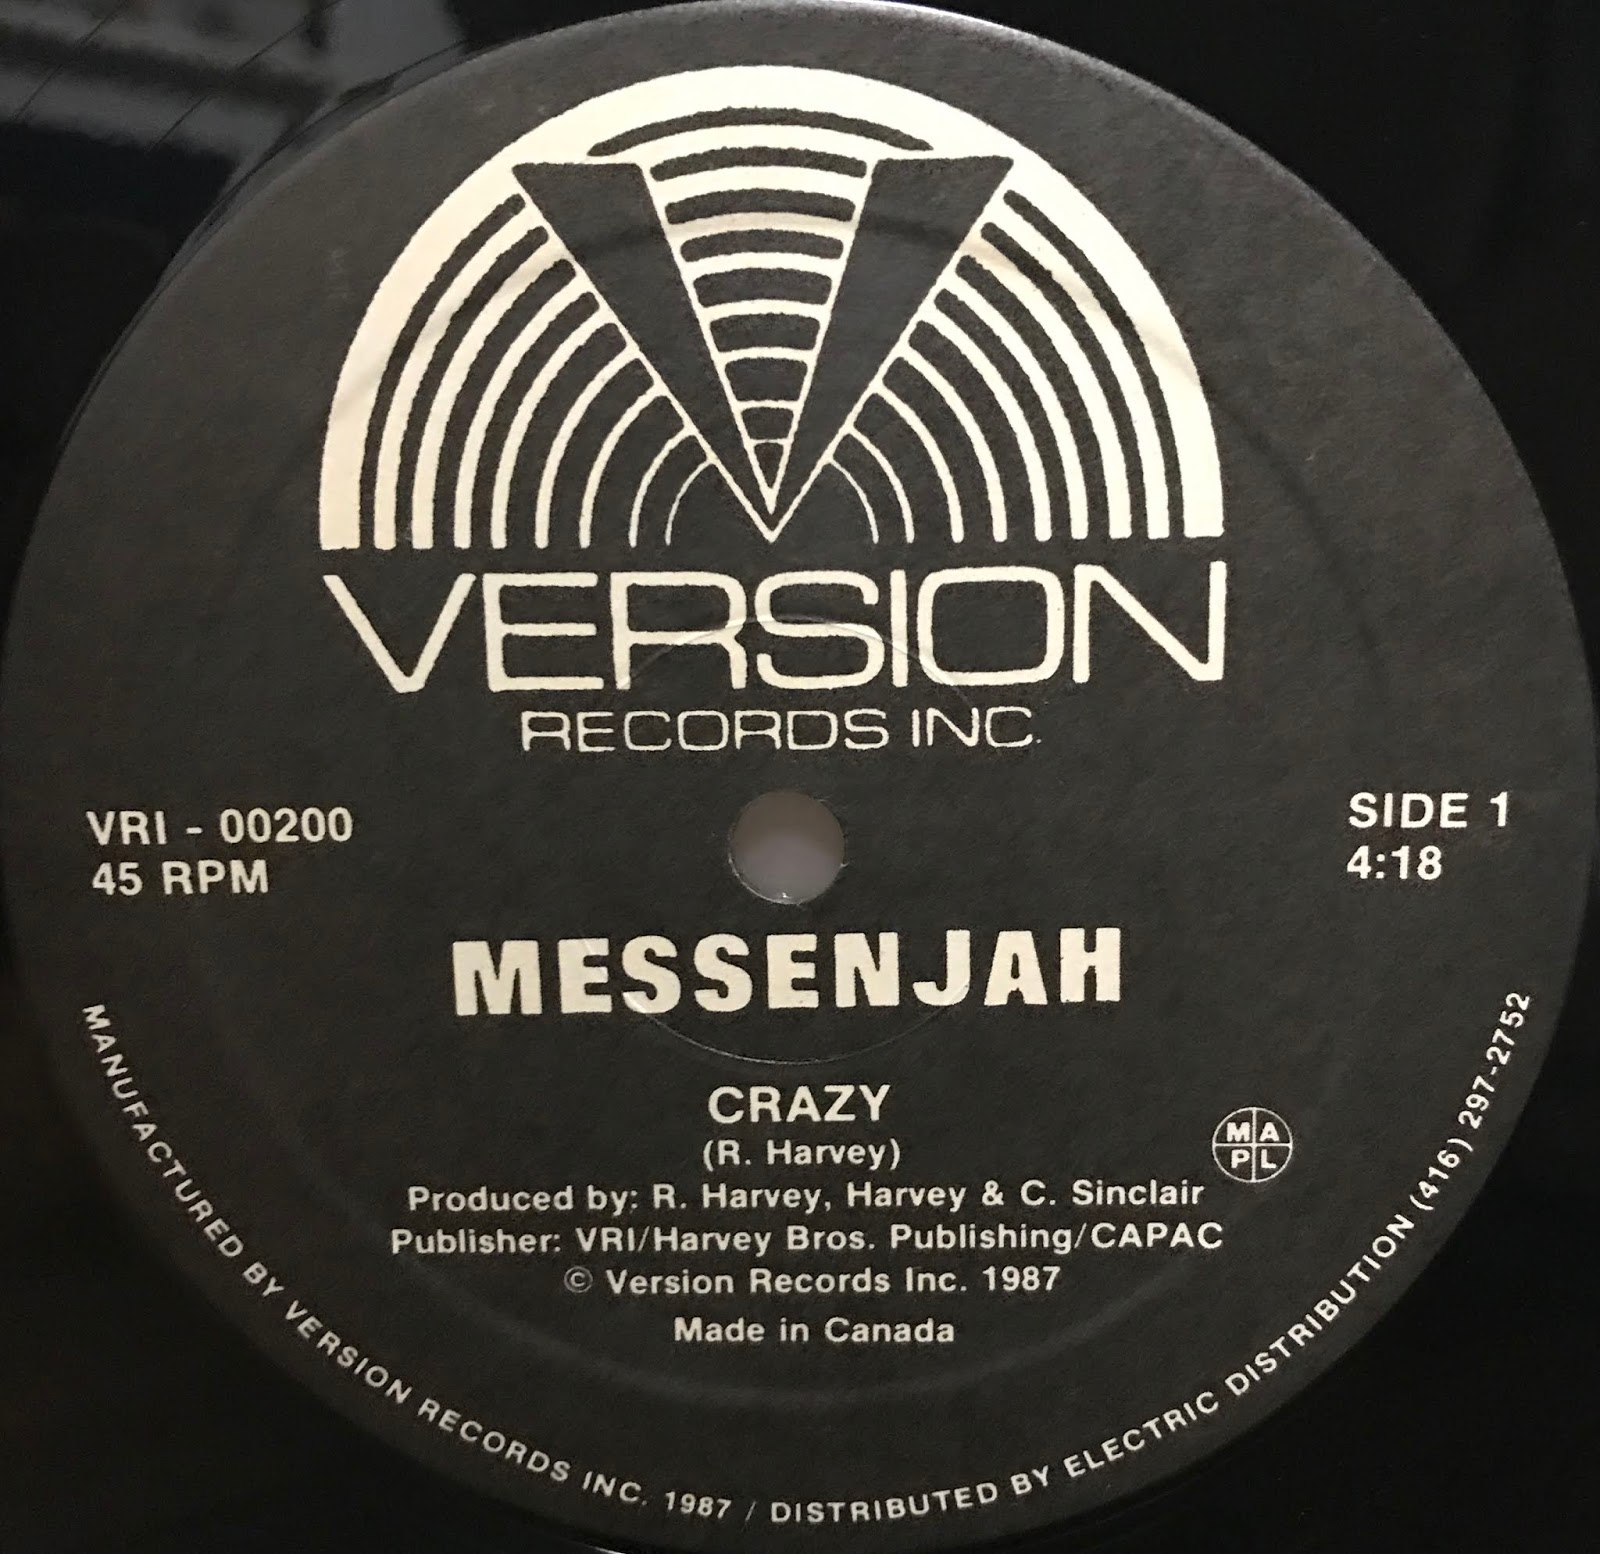 VERSION
RECORDS INC.
VRI - 00200
45 RPM
SIDE 1
4:18
MESSENJAH
CRAZY
(R. Harvey)
Produced by: R. Harvey, Harvey & C. Sinclair
Publisher: VRI/Harvey Bros. Publishing/CAPAC
© Version Records Inc. 1987
Made in Canada
M A
P L
MANUFACTURED BY VERSION RECORDS INC. 1987 / DISTRIBUTED BY ELECTRIC DISTRIBUTION (416) 297-2752